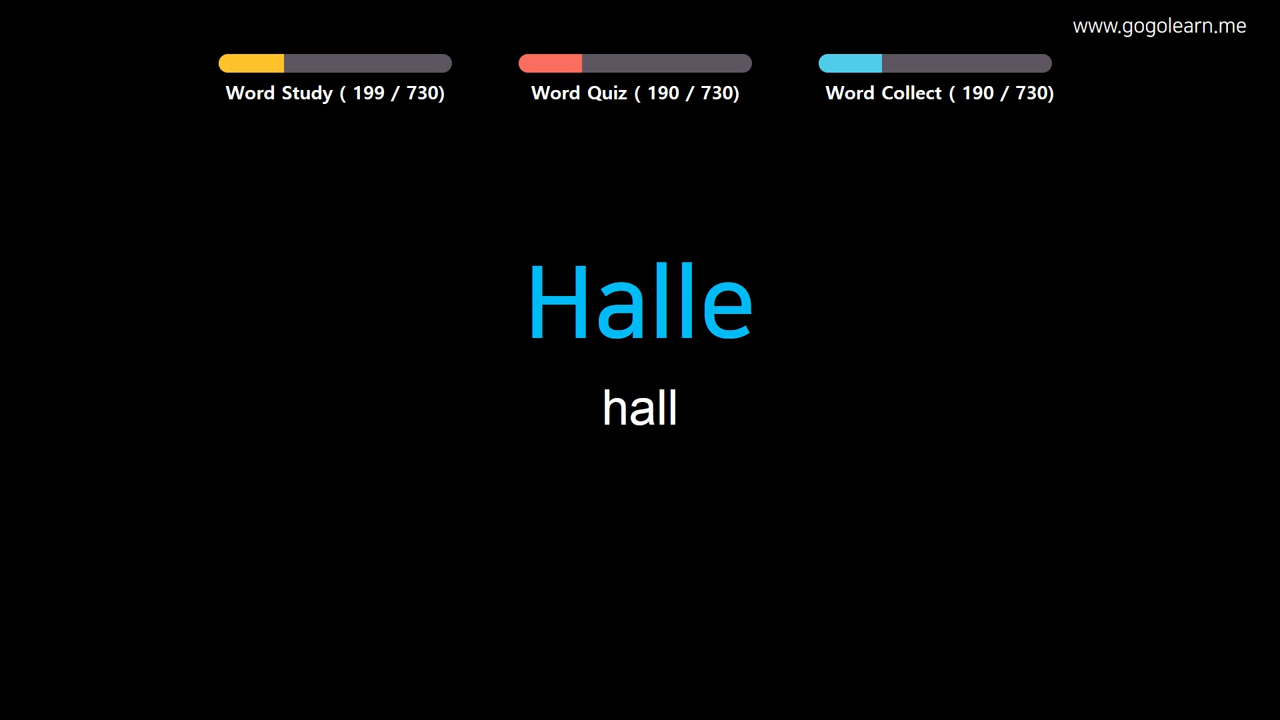 www.gogolearn.me
Word Study ( 199 / 730)
Word Quiz ( 190 / 730)
Word Collect ( 190 / 730)
Halle
hall